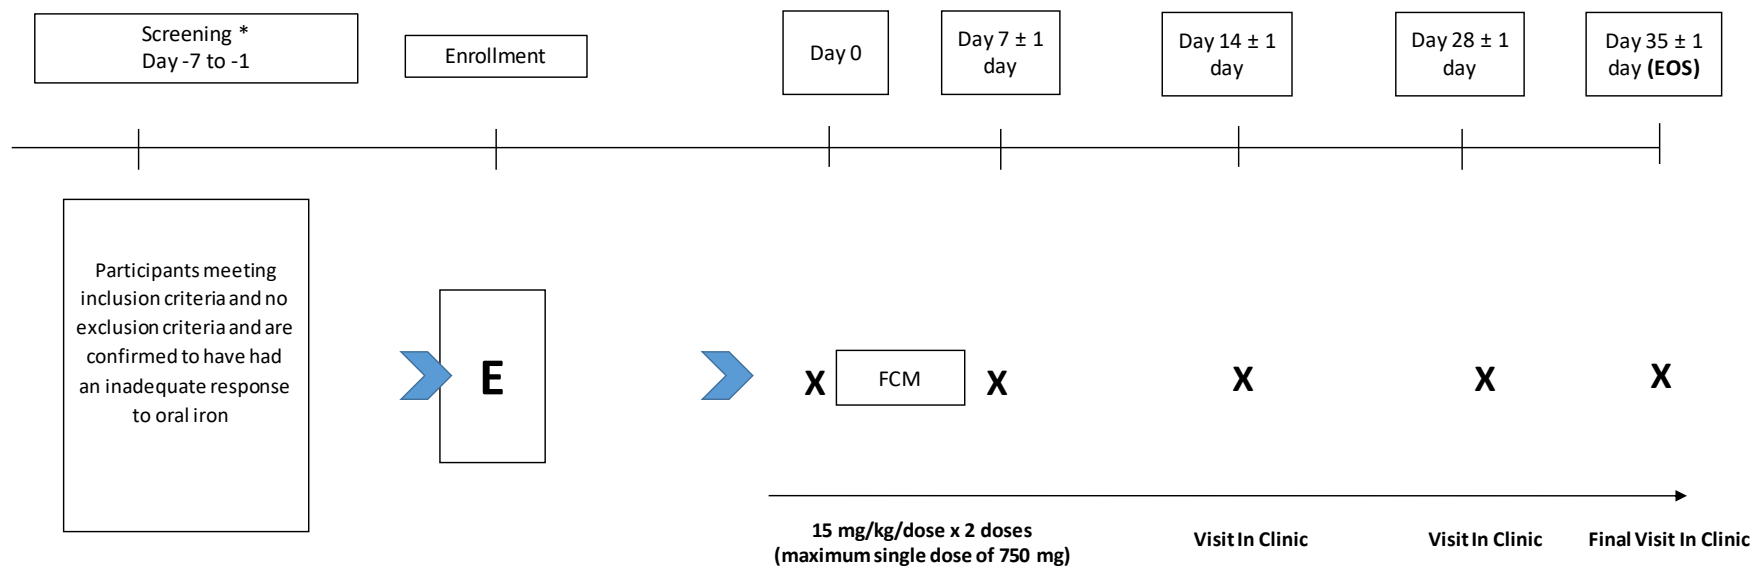 Screening *
Day -7 to -1
Enrollment
Day 0
Day 7 ± 1
day
Day 14 ± 1
day
Day 28 ± 1
day
Day 35 ± 1
day (EOS)
Participants meeting
inclusion criteria and no
exclusion criteria and are
confirmed to have had
an inadequate response
to oral iron
E
X
FCM
X
X
X
X
15 mg/kg/dose x 2 doses
(maximum single dose of 750 mg)
Visit In Clinic
Visit In Clinic
Final Visit In Clinic